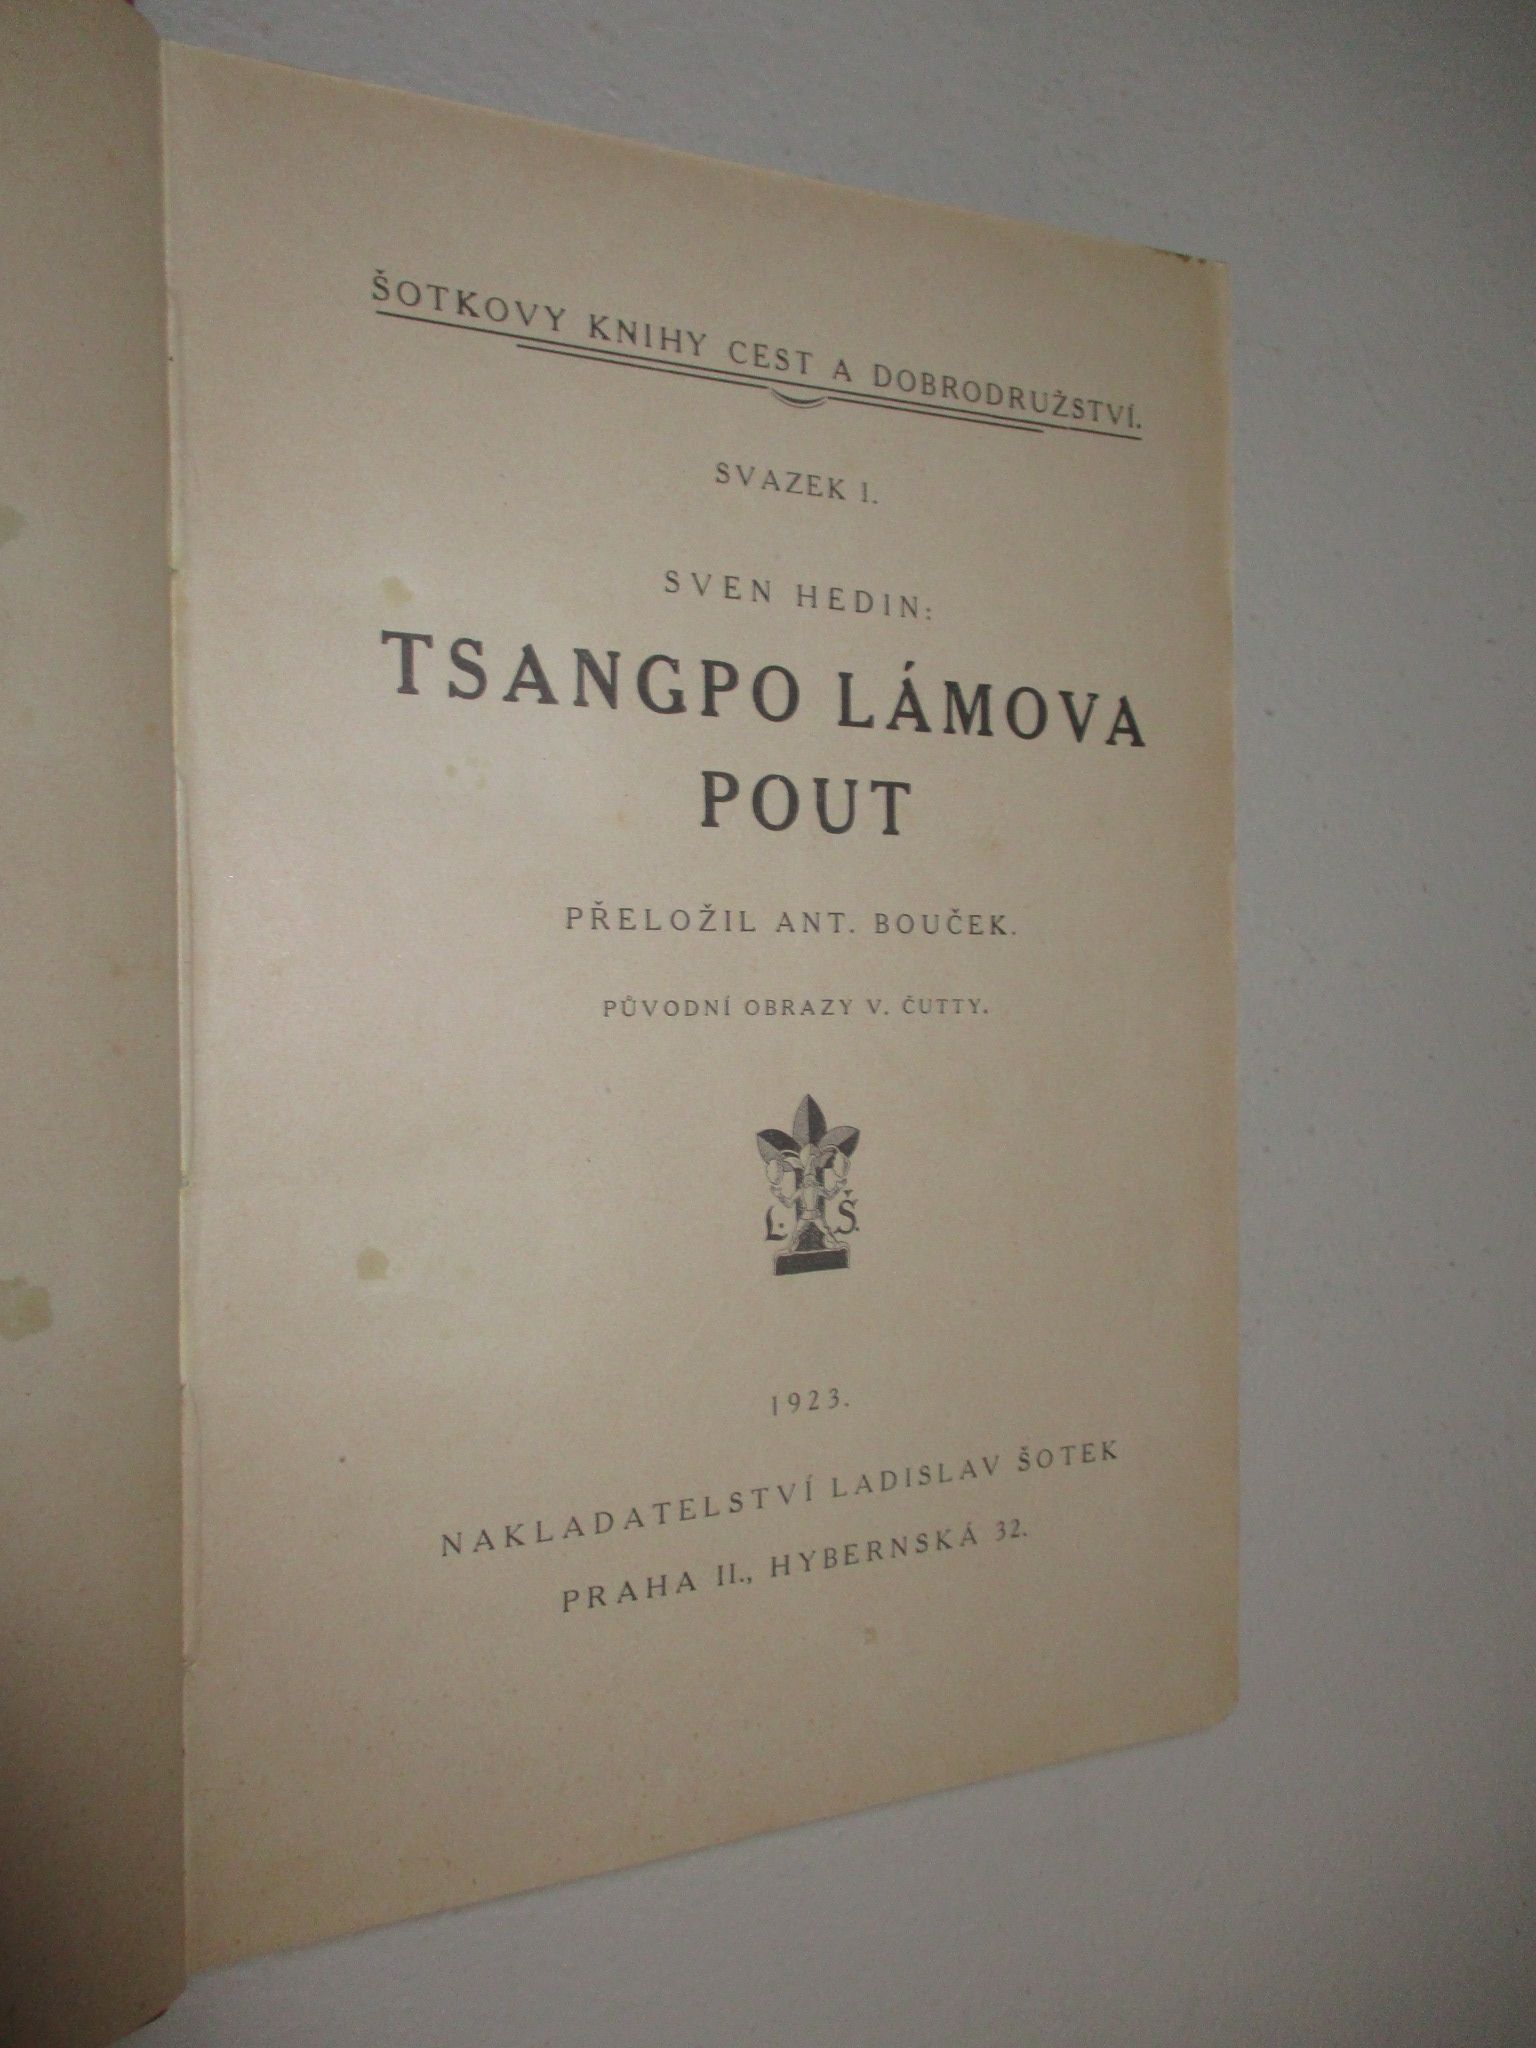 ŠOTKOVY KNIHY CEST A DOBRODRUŽSTVÍ.
SVAZEK I.
SVEN HEDIN:
TSANGPO LÁMOVA
POUT
PŘELOŽIL ANT. BOUČEK.
PŮVODNÍ OBRAZY V. ČUTTY.
L. Š.
1923.
NAKLADATELSTVÍ LADISLAV ŠOTEK
PRAHA II., HYBERNSKÁ 32.